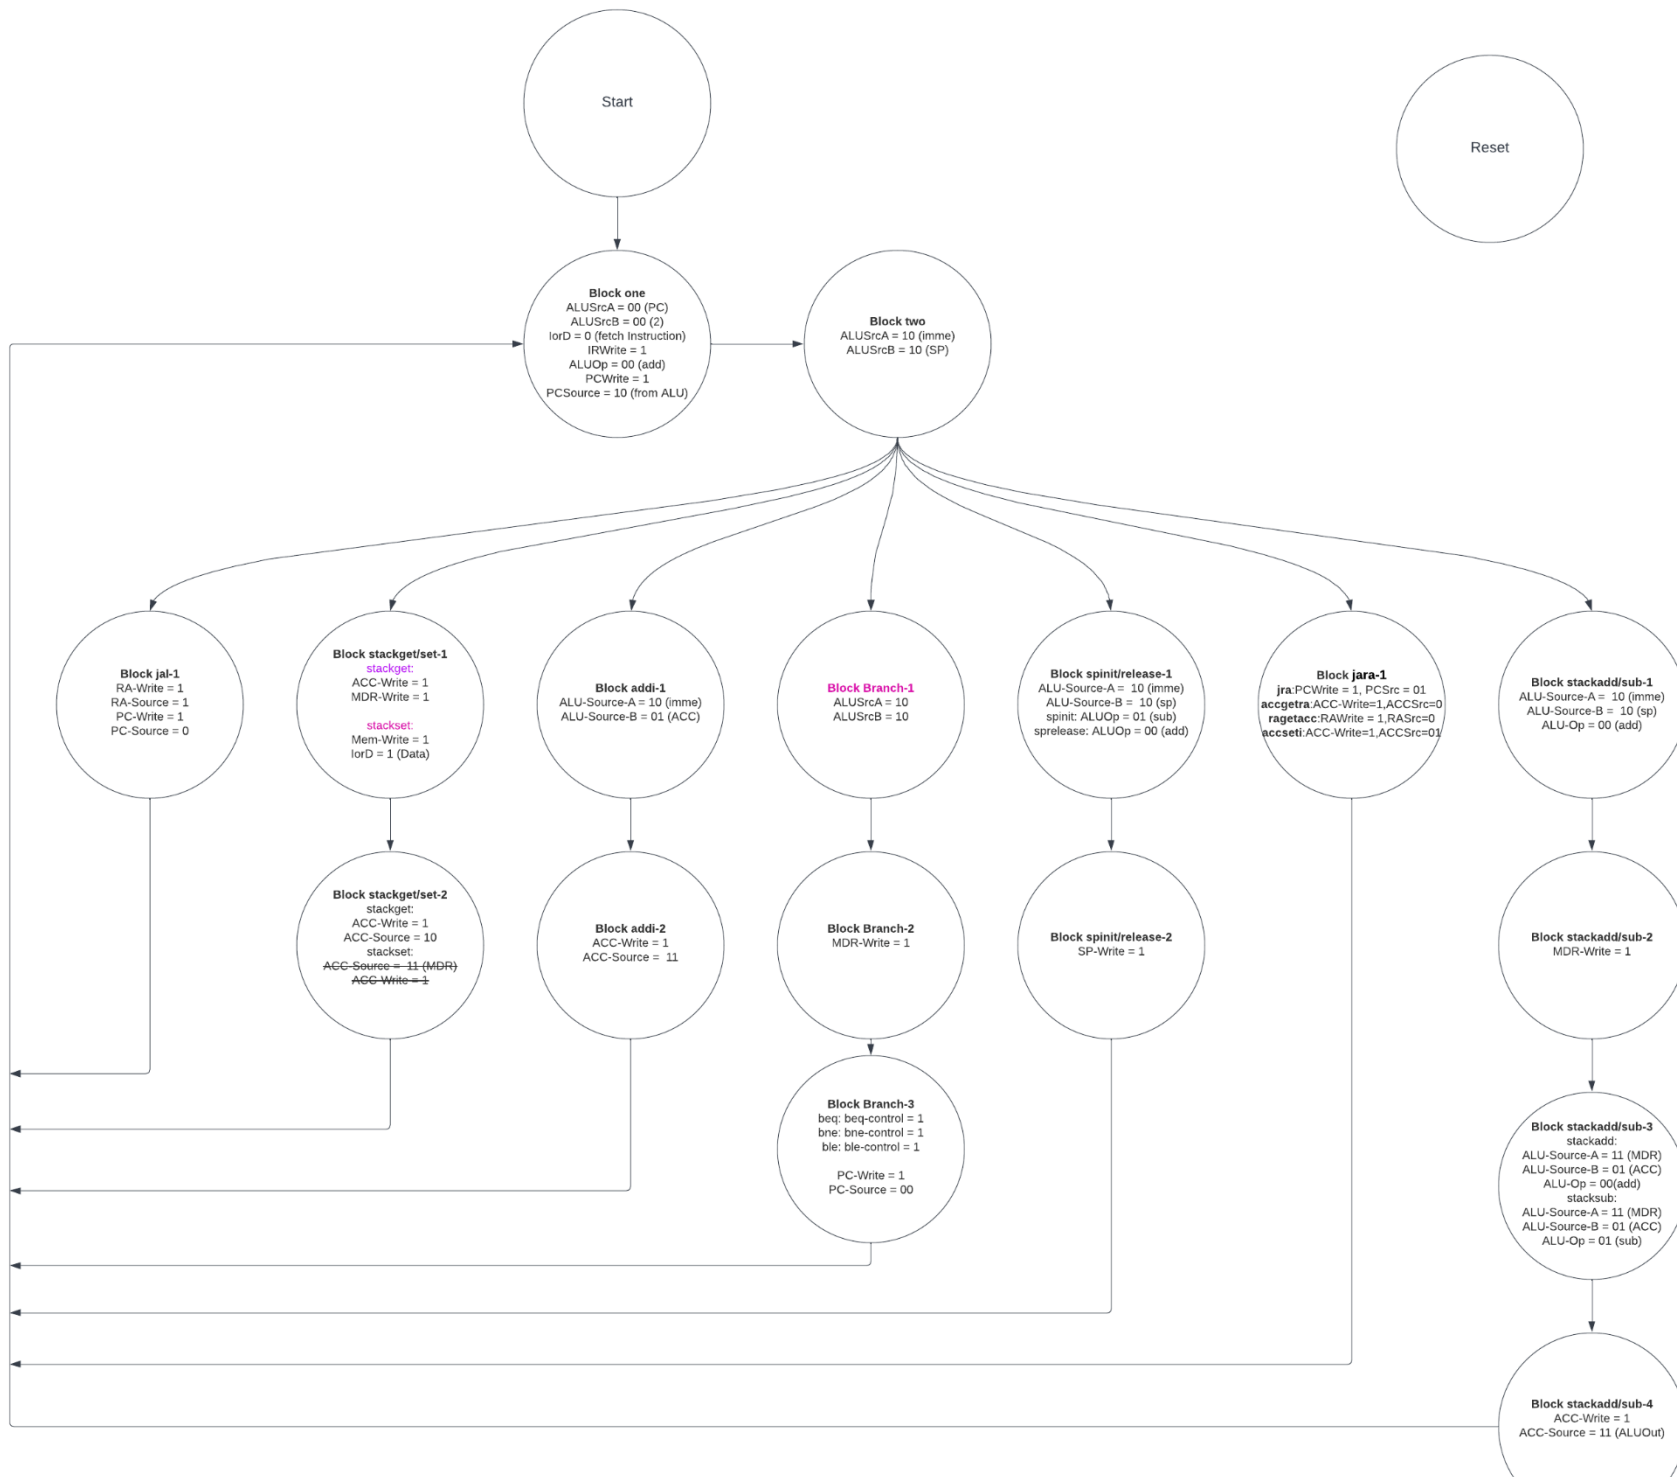 Start
Reset
Block one
ALUSrcA = 00 (PC)
ALUSrcB = 00 (2)
IorD = 0 (fetch Instruction)
IRWrite = 1
ALUOp = 00 (add)
PCWrite = 1
PCSource = 10 (from ALU)
Block two
ALUSrcA = 10 (imme)
ALUSrcB = 10 (SP)
Block jal-1
RA-Write = 1
RA-Source = 1
PC-Write = 1
PC-Source = 0
Block stackget/set-1
stackget:
ACC-Write = 1
MDR-Write = 1
stackset:
Mem-Write = 1
IorD = 1 (Data)
Block addi-1
ALU-Source-A = 10 (imme)
ALU-Source-B = 01 (ACC)
Block Branch-1
ALUSrcA = 10
ALUSrcB = 10
Block spinit/release-1
ALU-Source-A = 10 (imme)
ALU-Source-B = 10 (sp)
spinit: ALUOp = 01 (sub)
sprelease: ALUOp = 00 (add)
Block jara-1
jra:PCWrite = 1, PCSrc = 01
accgetra:ACC-Write=1,ACCSrc=0
ragetacc:RAWrite = 1,RASrc=0
accseti:ACC-Write=1,ACCSrc=01
Block stackadd/sub-1
ALU-Source-A = 10 (imme)
ALU-Source-B = 10 (sp)
ALU-Op = 00 (add)
Block stackget/set-2
stackget:
ACC-Write = 1
ACC-Source = 10
stackset:
ACC-Source = 11 (MDR)
ACC-Write = 1
Block addi-2
ACC-Write = 1
ACC-Source = 11
Block Branch-2
MDR-Write = 1
Block spinit/release-2
SP-Write = 1
Block stackadd/sub-2
MDR-Write = 1
Block Branch-3
beq: beq-control = 1
bne: bne-control = 1
ble: ble-control = 1
PC-Write = 1
PC-Source = 00
Block stackadd/sub-3
stackadd:
ALU-Source-A = 11 (MDR)
ALU-Source-B = 01 (ACC)
ALU-Op = 00(add)
stacksub:
ALU-Source-A = 11 (MDR)
ALU-Source-B = 01 (ACC)
ALU-Op = 01 (sub)
Block stackadd/sub-4
ACC-Write = 1
ACC-Source = 11 (ALUOut)